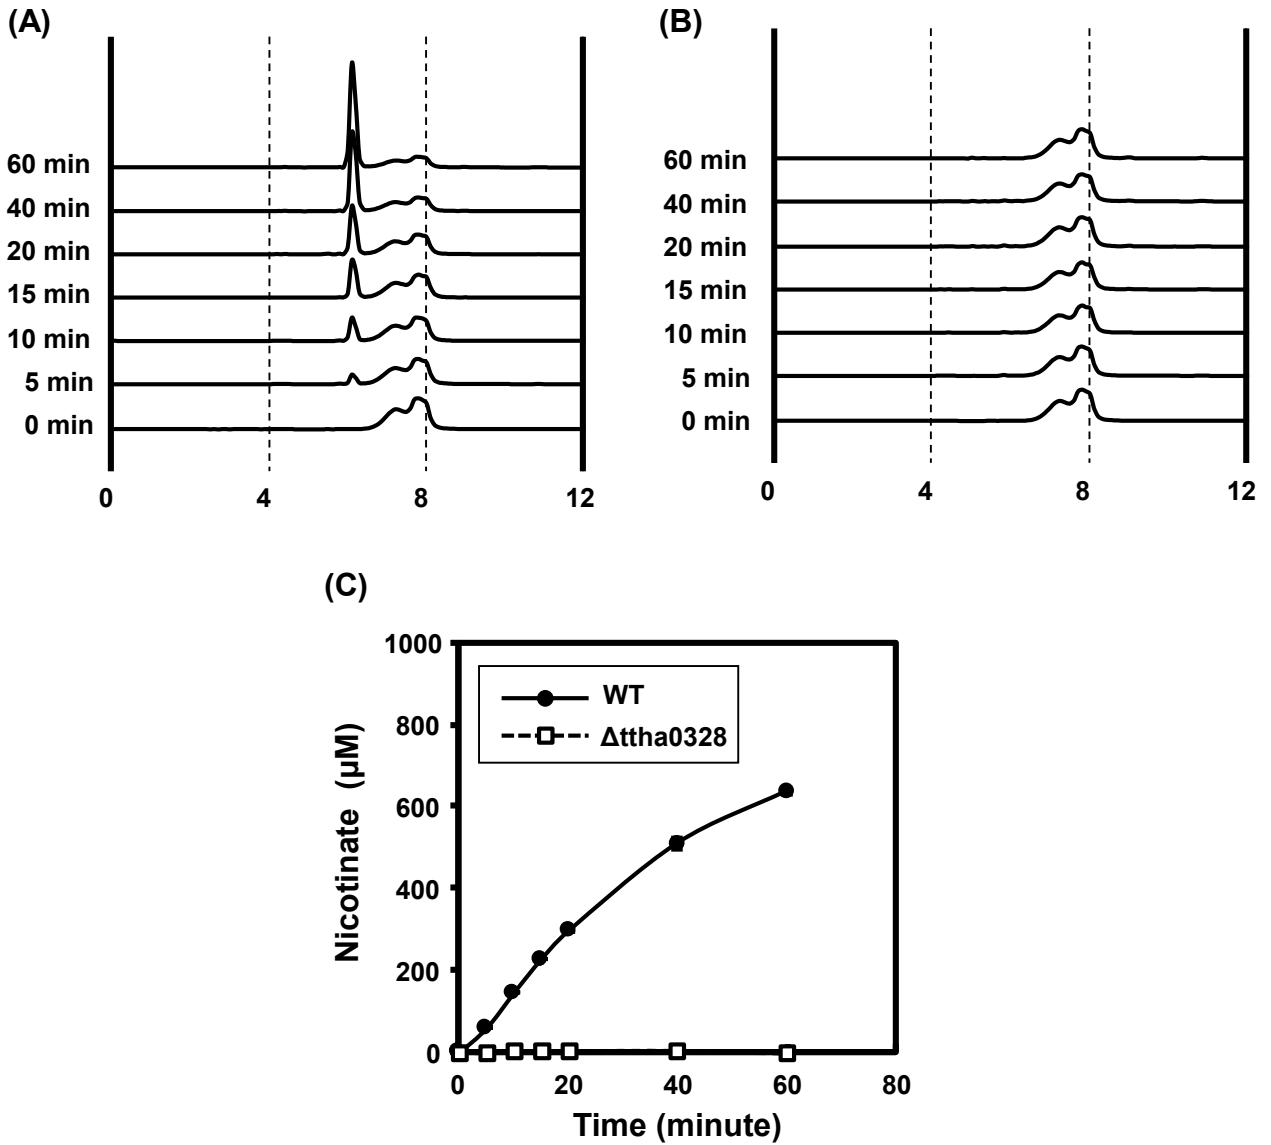 (A)
60 min
40 min
20 min
15 min
10 min
5 min
0 min
0 4 8 12
(B)
60 min
40 min
20 min
15 min
10 min
5 min
0 min
0 4 8 12
(C)
Nicotinate (μM)
1000
800
600
400
200
0
WT
Δttha0328
0 20 40 60 80
Time (minute)